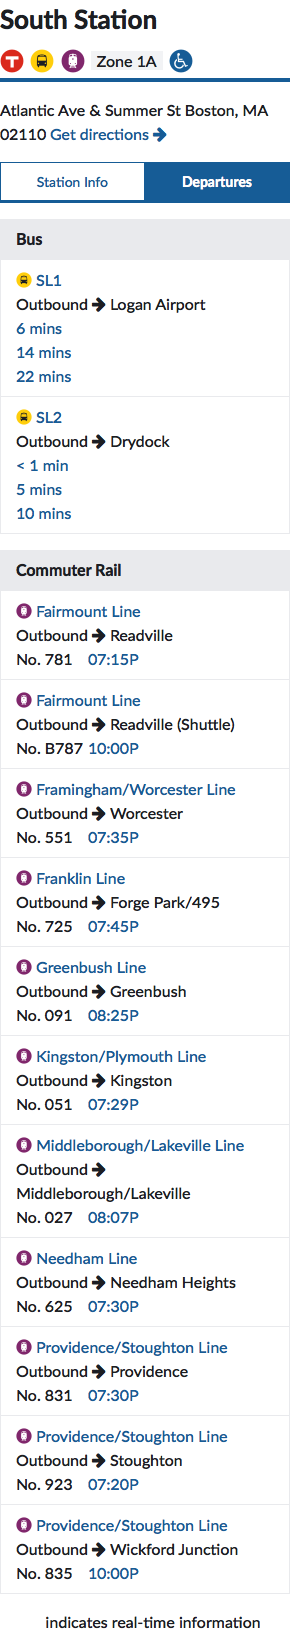 South Station
T Zone 1A
Atlantic Ave & Summer St Boston, MA
02110 Get directions
Station Info Departures
Bus
SL1
Outbound Logan Airport
6 mins
14 mins
22 mins
SL2
Outbound Drydock
< 1 min
5 mins
10 mins
Commuter Rail
Fairmount Line
Outbound Readville
No. 781 07:15P
Fairmount Line
Outbound Readville (Shuttle)
No. B787 10:00P
Framingham/Worcester Line
Outbound Worcester
No. 551 07:35P
Franklin Line
Outbound Forge Park/495
No. 725 07:45P
Greenbush Line
Outbound Greenbush
No. 091 08:25P
Kingston/Plymouth Line
Outbound Kingston
No. 051 07:29P
Middleborough/Lakeville Line
Outbound
Middleborough/Lakeville
No. 027 08:07P
Needham Line
Outbound Needham Heights
No. 625 07:30P
Providence/Stoughton Line
Outbound Providence
No. 831 07:30P
Providence/Stoughton Line
Outbound Stoughton
No. 923 07:20P
Providence/Stoughton Line
Outbound Wickford Junction
No. 835 10:00P
indicates real-time information